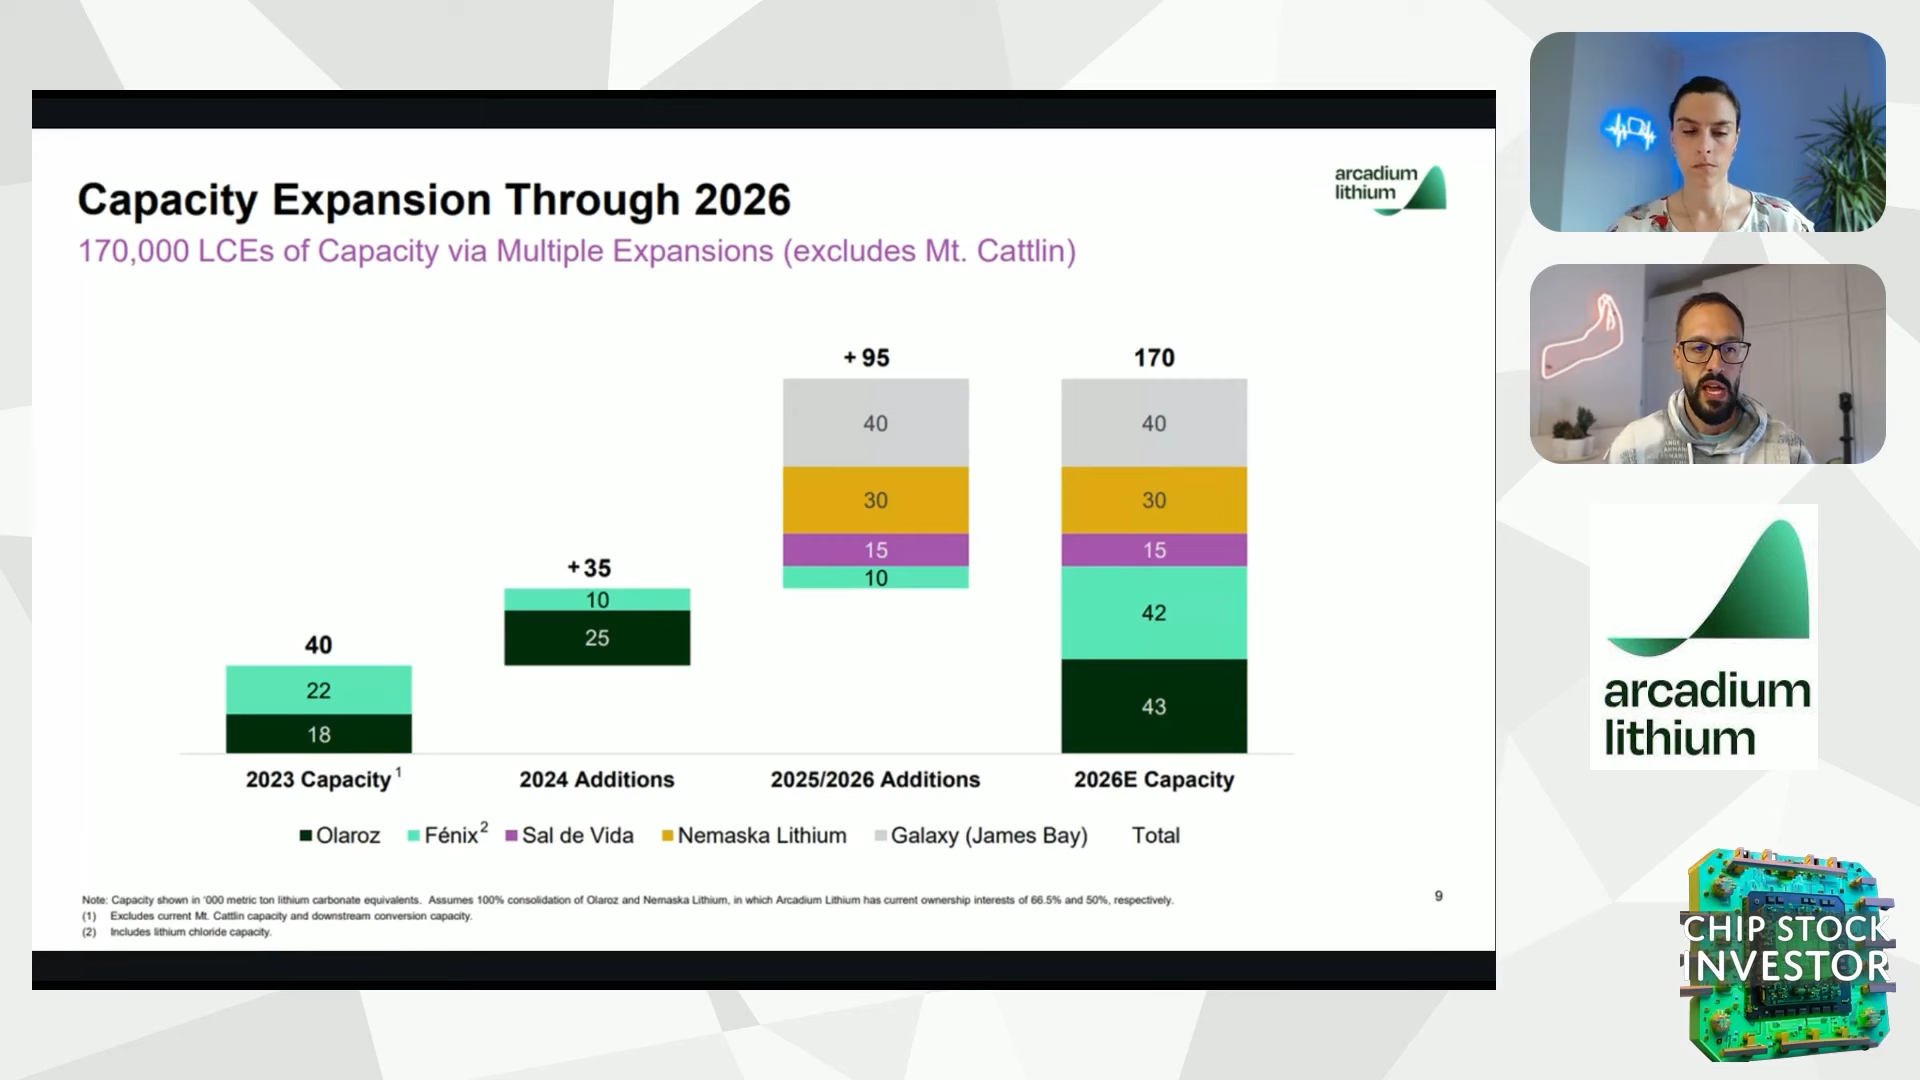 Capacity Expansion Through 2026
170,000 LCEs of Capacity via Multiple Expansions (excludes Mt. Cattlin)
arcadium
lithium
+ 95
170
40
40
30
30
15
15
+ 35
10
10
42
25
40
22
43
18
2023 Capacity 1
2024 Additions
2025/2026 Additions
2026E Capacity
Olaroz
Fénix2
Sal de Vida
Nemaska Lithium
Galaxy (James Bay)
Total
Note: Capacity shown in '000 metric ton lithium carbonate equivalents. Assumes 100% consolidation of Olaroz and Nemaska Lithium, in which Arcadium Lithium has current ownership interests of 66.5% and 50%, respectively.
(1) Excludes current Mt. Cattlin capacity and downstream conversion capacity.
(2) Includes lithium chloride capacity.
9
arcadium
lithium
CHIP STOCK
INVESTOR